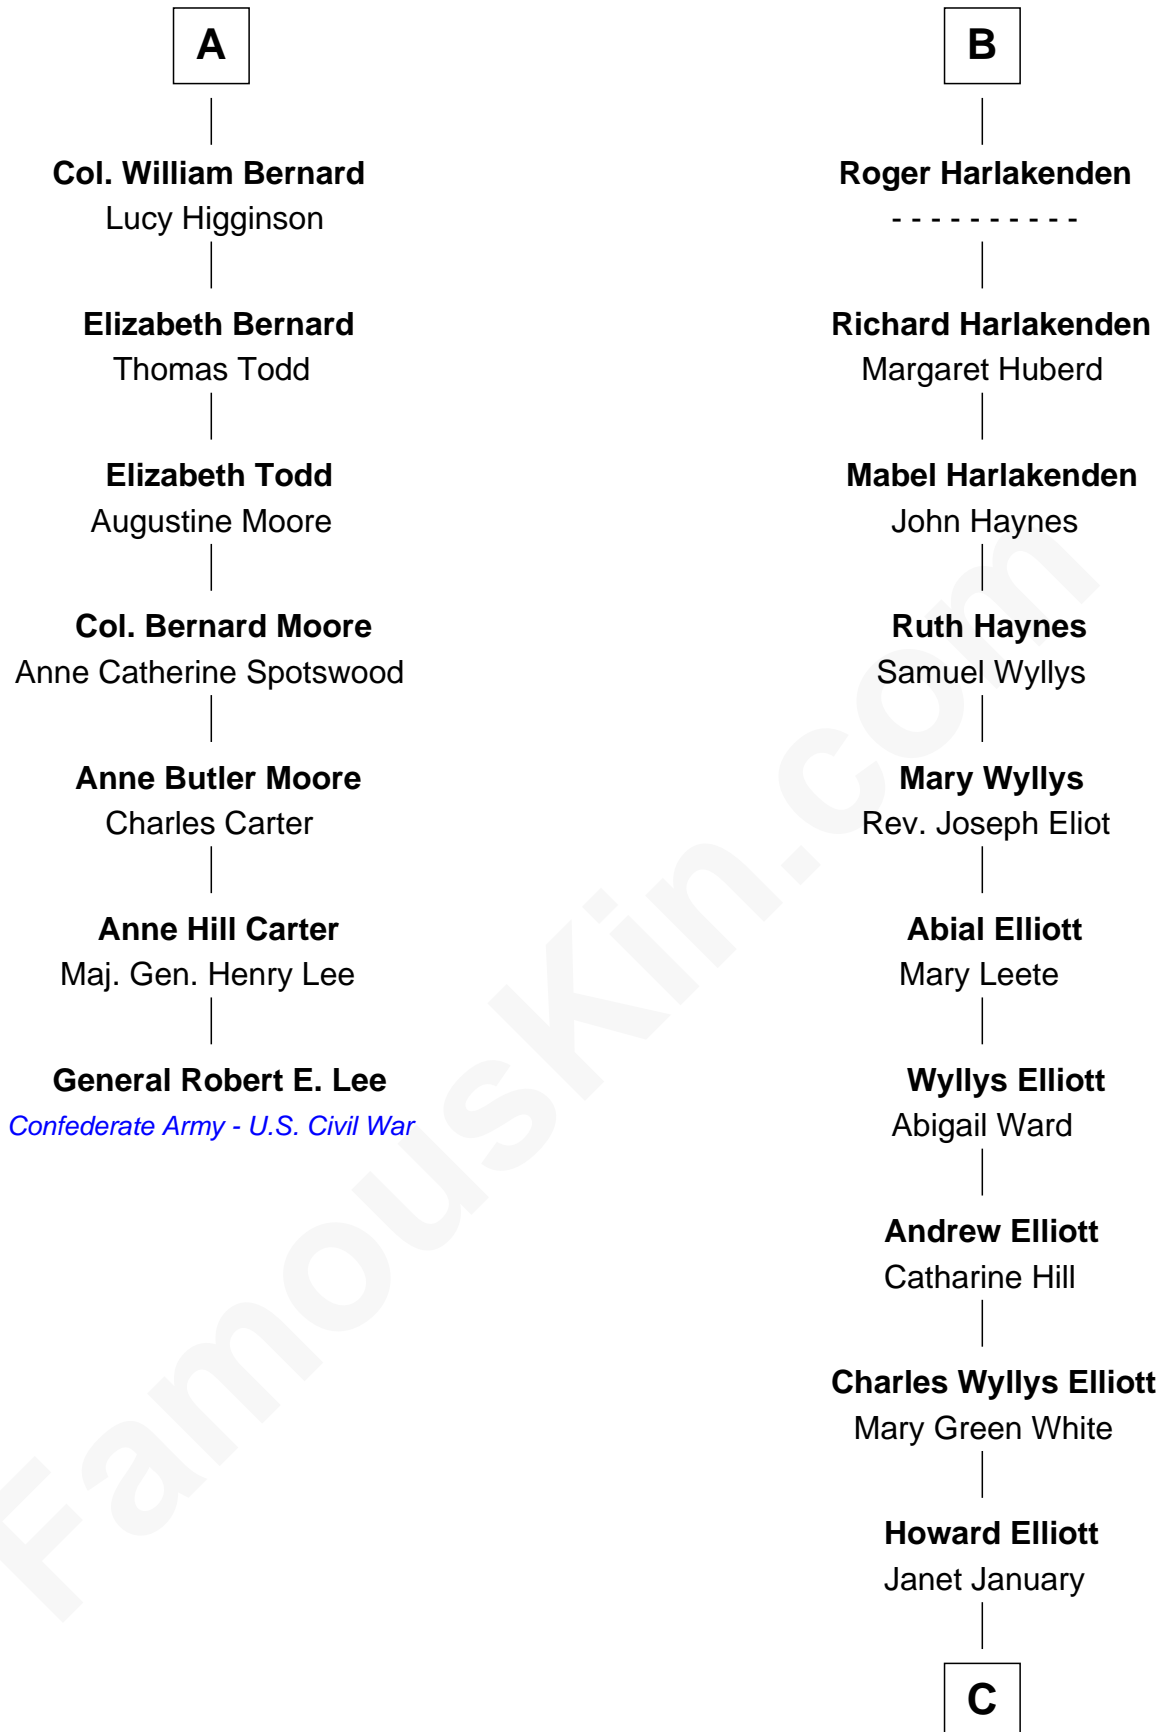 A
Col. William Bernard
Lucy Higginson
Elizabeth Bernard
Thomas Todd
Elizabeth Todd
Augustine Moore
Col. Bernard Moore
Anne Catherine Spotswood
Anne Butler Moore
Charles Carter
Anne Hill Carter
Maj. Gen. Henry Lee
General Robert E. Lee
Confederate Army - U.S. Civil War
B
Roger Harlakenden
- - - - - - - - - -
Richard Harlakenden
Margaret Huberd
Mabel Harlakenden
John Haynes
Ruth Haynes
Samuel Wyllys
Mary Wyllys
Rev. Joseph Eliot
Abial Elliott
Mary Leete
Wyllys Elliott
Abigail Ward
Andrew Elliott
Catharine Hill
Charles Wyllys Elliott
Mary Green White
Howard Elliott
Janet January
C
FamousKin.com